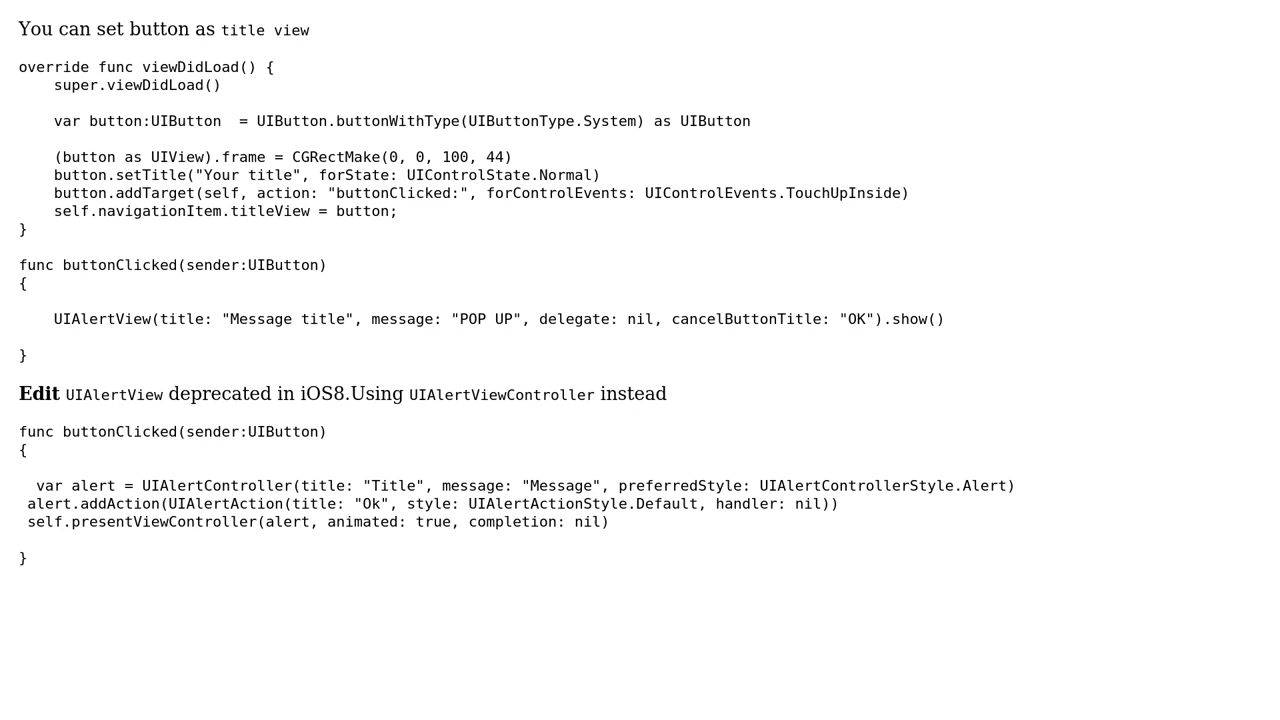 You can set button as title view
override func viewDidLoad() {
    super.viewDidLoad()
    var button:UIButton  = UIButton.buttonWithType(UIButtonType.System) as UIButton
    (button as UIView).frame = CGRectMake(0, 0, 100, 44)
    button.setTitle("Your title", forState: UIControlState.Normal)
    button.addTarget(self, action: "buttonClicked:", forControlEvents: UIControlEvents.TouchUpInside)
    self.navigationItem.titleView = button;
}
func buttonClicked(sender:UIButton)
{
    UIAlertView(title: "Message title", message: "POP UP", delegate: nil, cancelButtonTitle: "OK").show()
}
Edit UIAlertView deprecated in iOS8.Using UIAlertViewController instead
func buttonClicked(sender:UIButton)
{
  var alert = UIAlertController(title: "Title", message: "Message", preferredStyle: UIAlertControllerStyle.Alert)
 alert.addAction(UIAlertAction(title: "Ok", style: UIAlertActionStyle.Default, handler: nil))
 self.presentViewController(alert, animated: true, completion: nil)
}